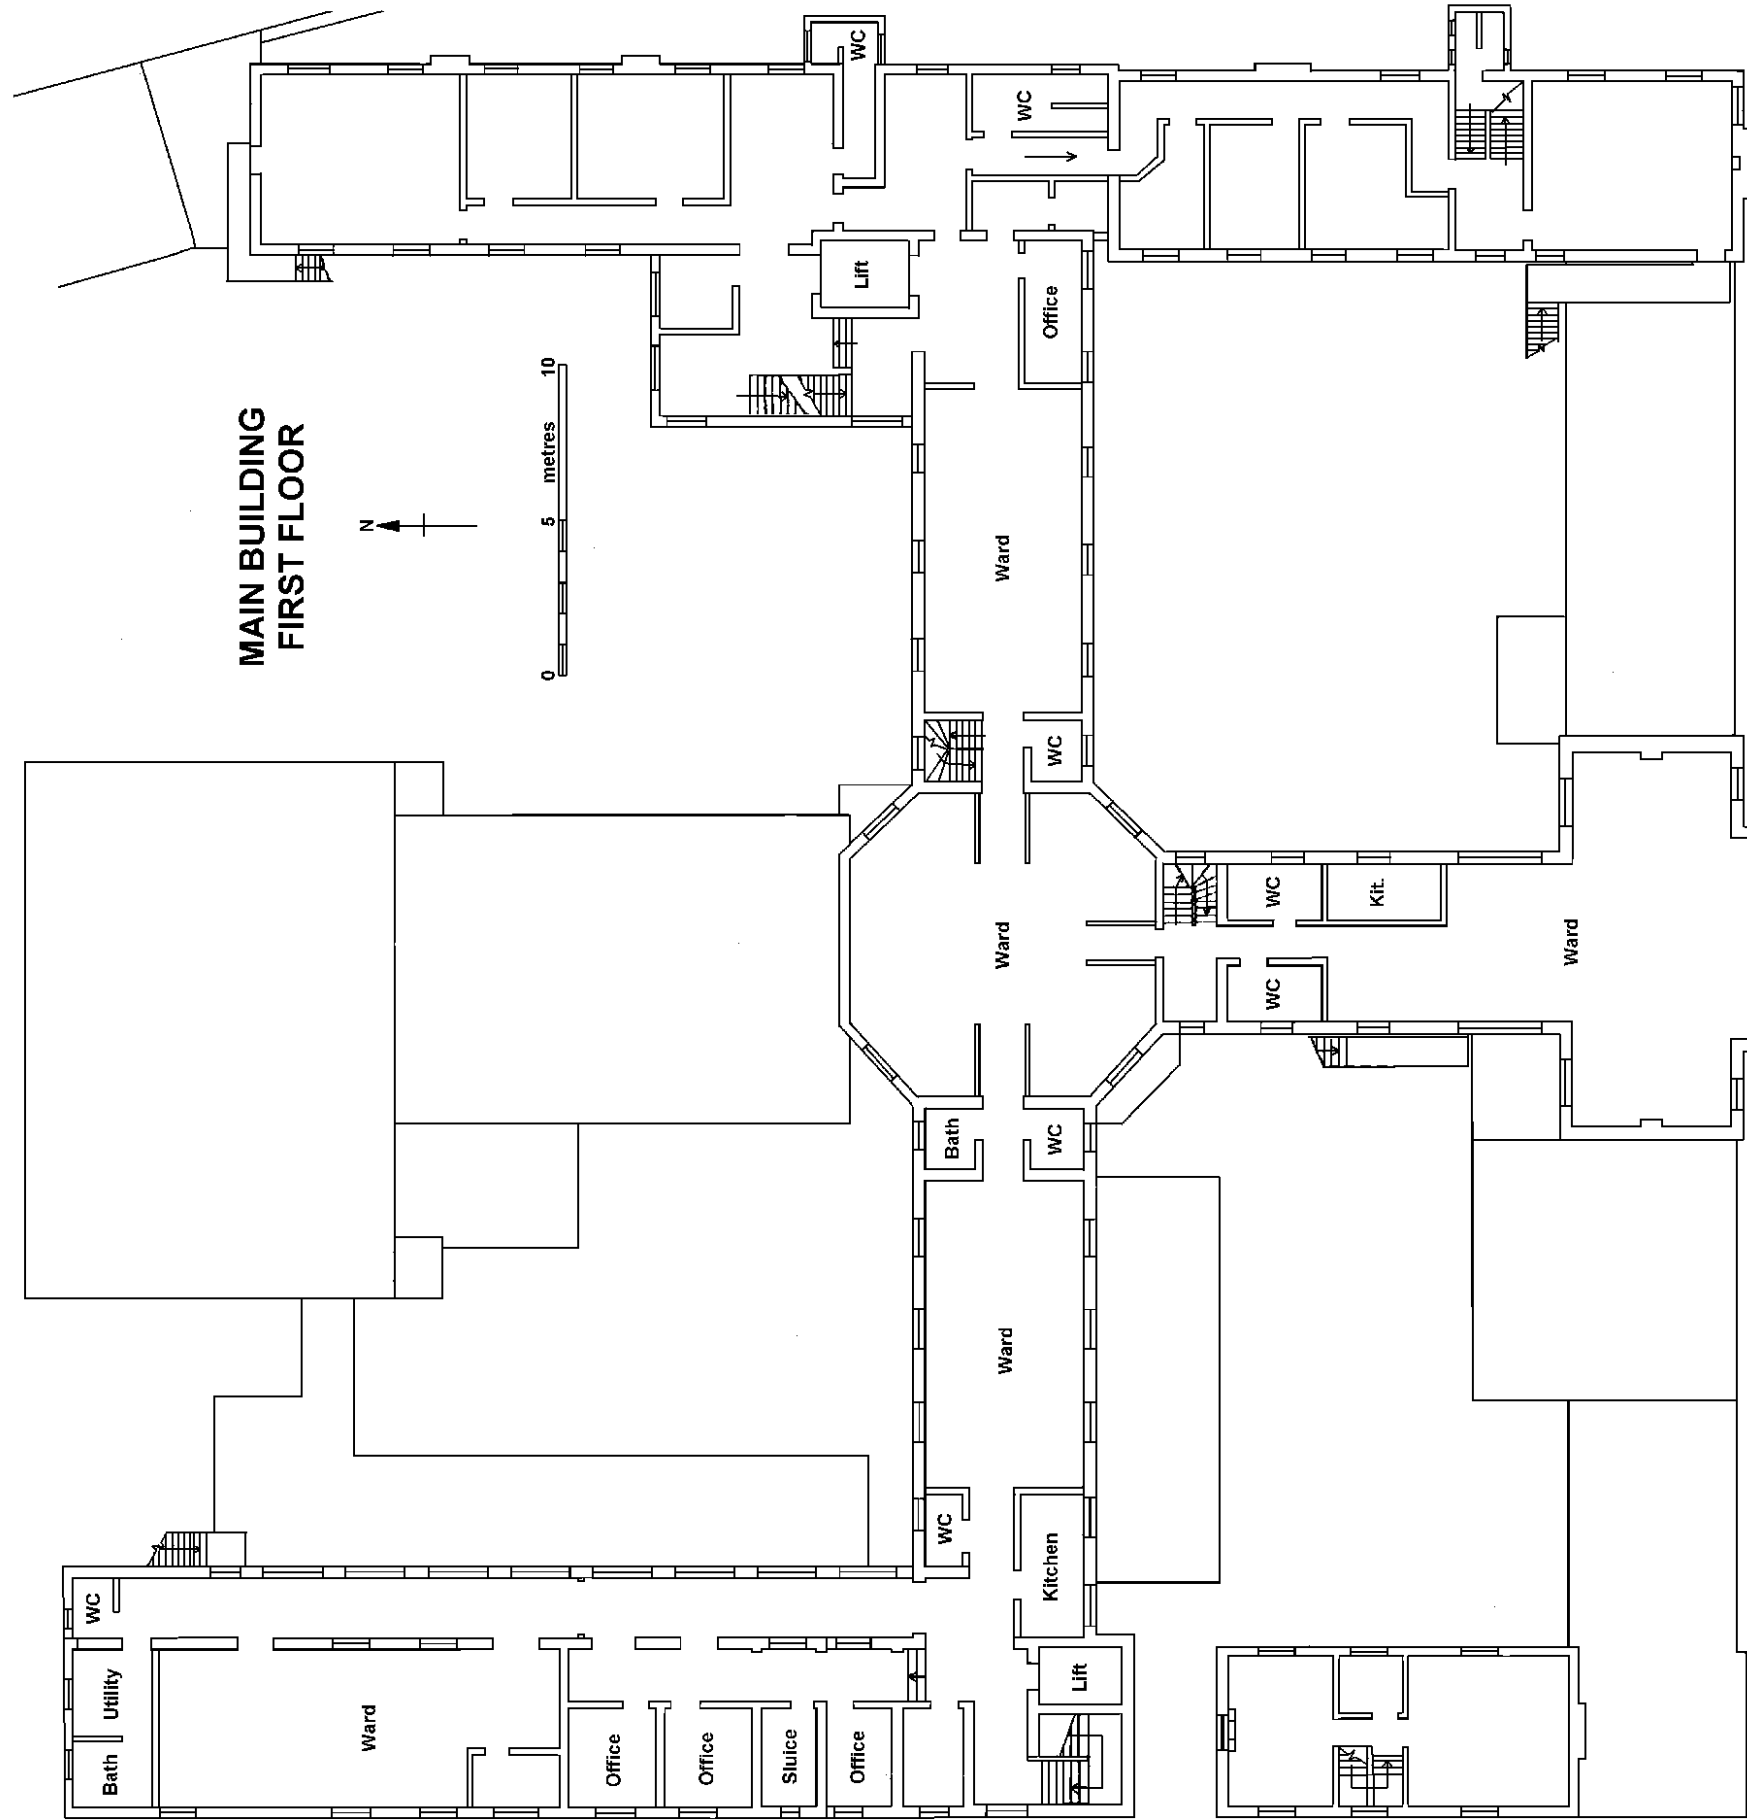 MAIN BUILDING
FIRST FLOOR
N
0 5 metres 10
Bath Utility WC
Ward
Office
Office
Sluice
Office
Lift
Kitchen
WC
Ward
Bath
WC
Ward
WC
WC
WC
Kit.
Ward
Ward
Office
Lift
WC
WC